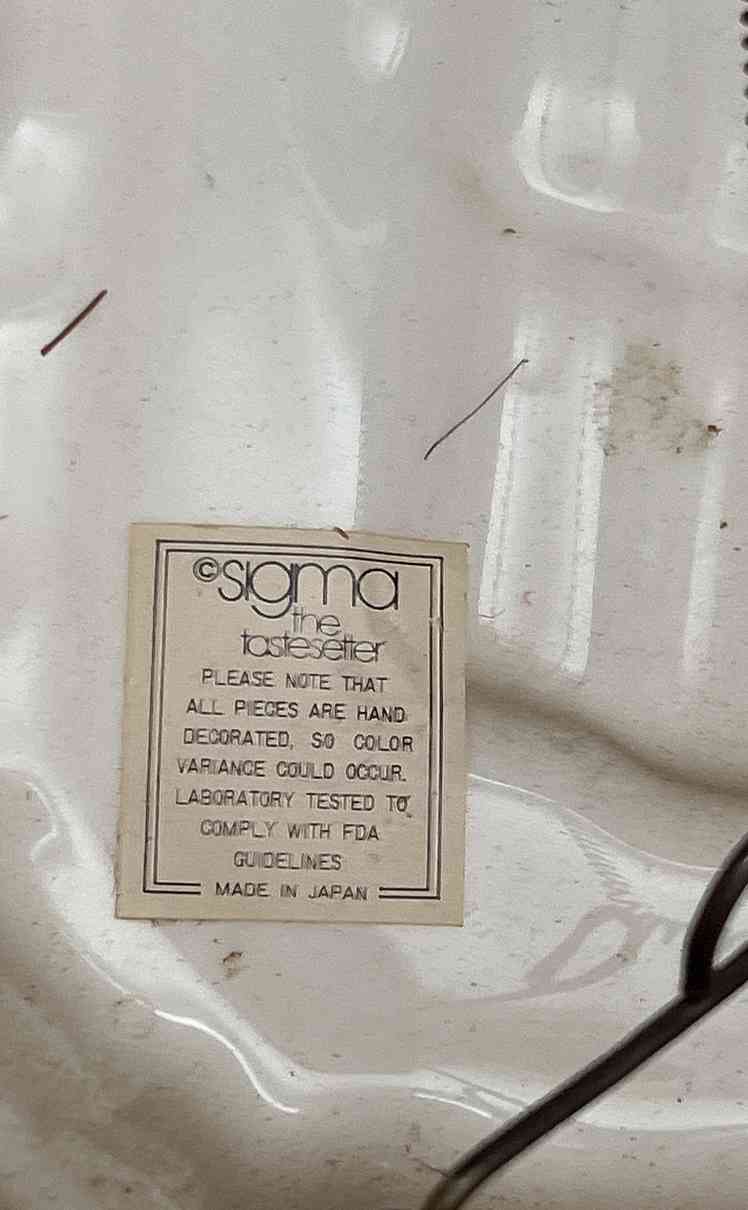 ©sigma
the
tastesetter
PLEASE NOTE THAT
ALL PIECES ARE HAND
DECORATED, SO COLOR
VARIANCE COULD OCCUR.
LABORATORY TESTED TO
COMPLY WITH FDA
GUIDELINES
MADE IN JAPAN